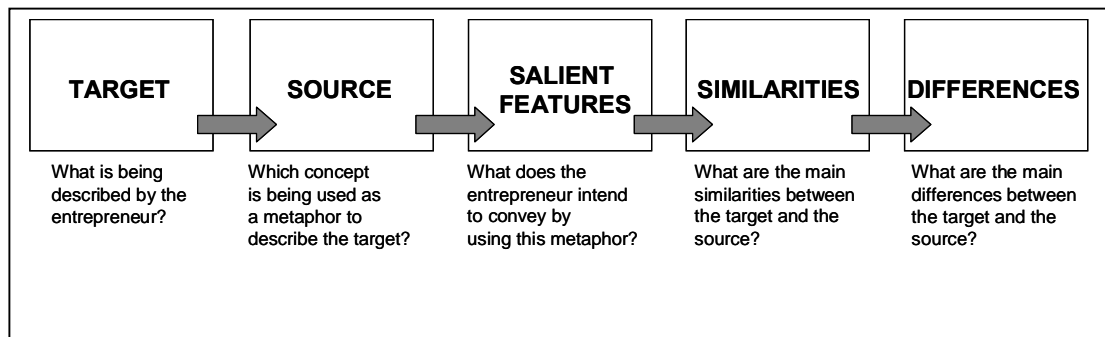 TARGET
SOURCE
SALIENT
FEATURES
SIMILARITIES
DIFFERENCES
What is being
described by the
entrepreneur?
Which concept
is being used as
a metaphor to
describe the target?
What does the
entrepreneur intend
to convey by
using this metaphor?
What are the main
similarities between
the target and the
source?
What are the main
differences between
the target and the
source?